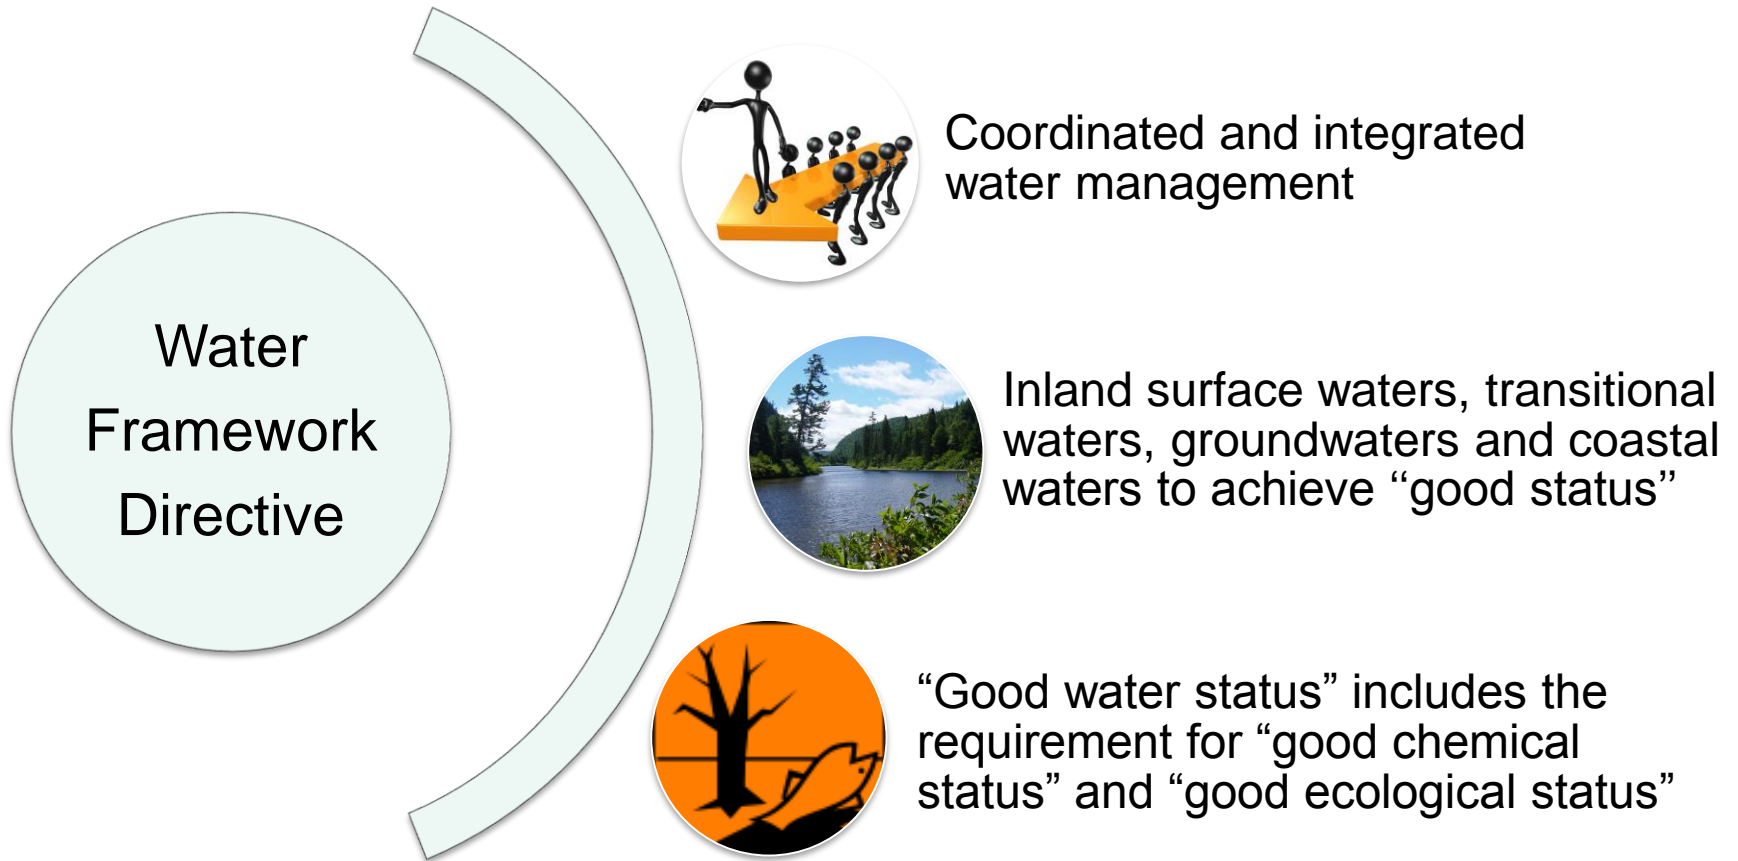 Water
Framework
Directive
Coordinated and integrated
water management
Inland surface waters, transitional
waters, groundwaters and coastal
waters to achieve ‘‘good status’’
“Good water status” includes the
requirement for “good chemical
status” and “good ecological status”